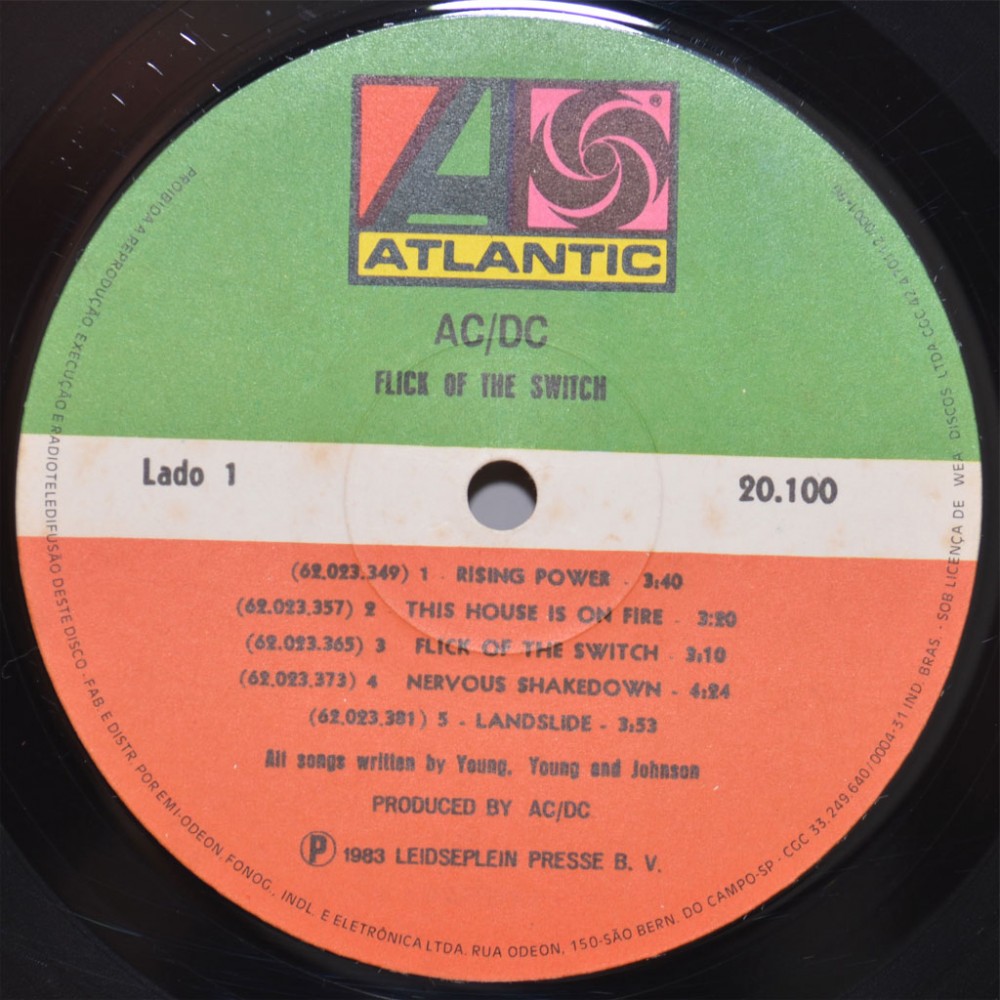 ATLANTIC
®
AC/DC
FLICK OF THE SWITCH
Lado 1
20.100
(62.023.349) 1 - RISING POWER - 3:40
(62.023.357) 2 THIS HOUSE IS ON FIRE - 3:20
(62.023.365) 3 FLICK OF THE SWITCH - 3:10
(62.023.373) 4 NERVOUS SHAKEDOWN - 4:24
(62.023.381) 5 - LANDSLIDE - 3:53
All songs written by Young, Young and Johnson
PRODUCED BY AC/DC
℗ 1983 LEIDSEPLEIN PRESSE B. V.
PROIBIDA A REPRODUÇÃO, EXECUÇÃO E RADIOTELEDIFUSÃO DESTE DISCO - FAB E DISTR. POR EMI-ODEON, FONOG., INDL. E ELETRÔNICA LTDA. RUA ODEON, 150-SÃO BERN. DO CAMPO-SP - CGC 33.249.640/0004-31 IND. BRAS. - SOB LICENÇA DE WEA DISCOS LTDA CGC 42.470112/0001-